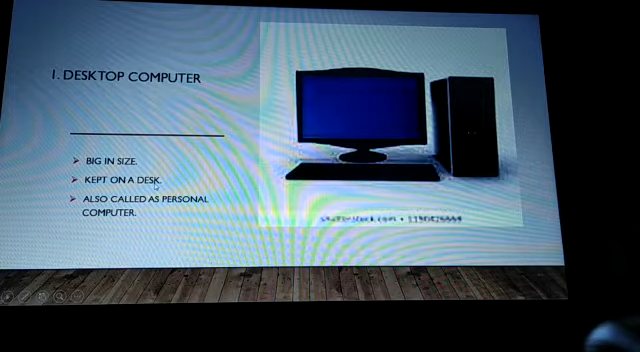 1. DESKTOP COMPUTER
➤ BIG IN SIZE.
➤ KEPT ON A DESK.
➤ ALSO CALLED AS PERSONAL
COMPUTER.